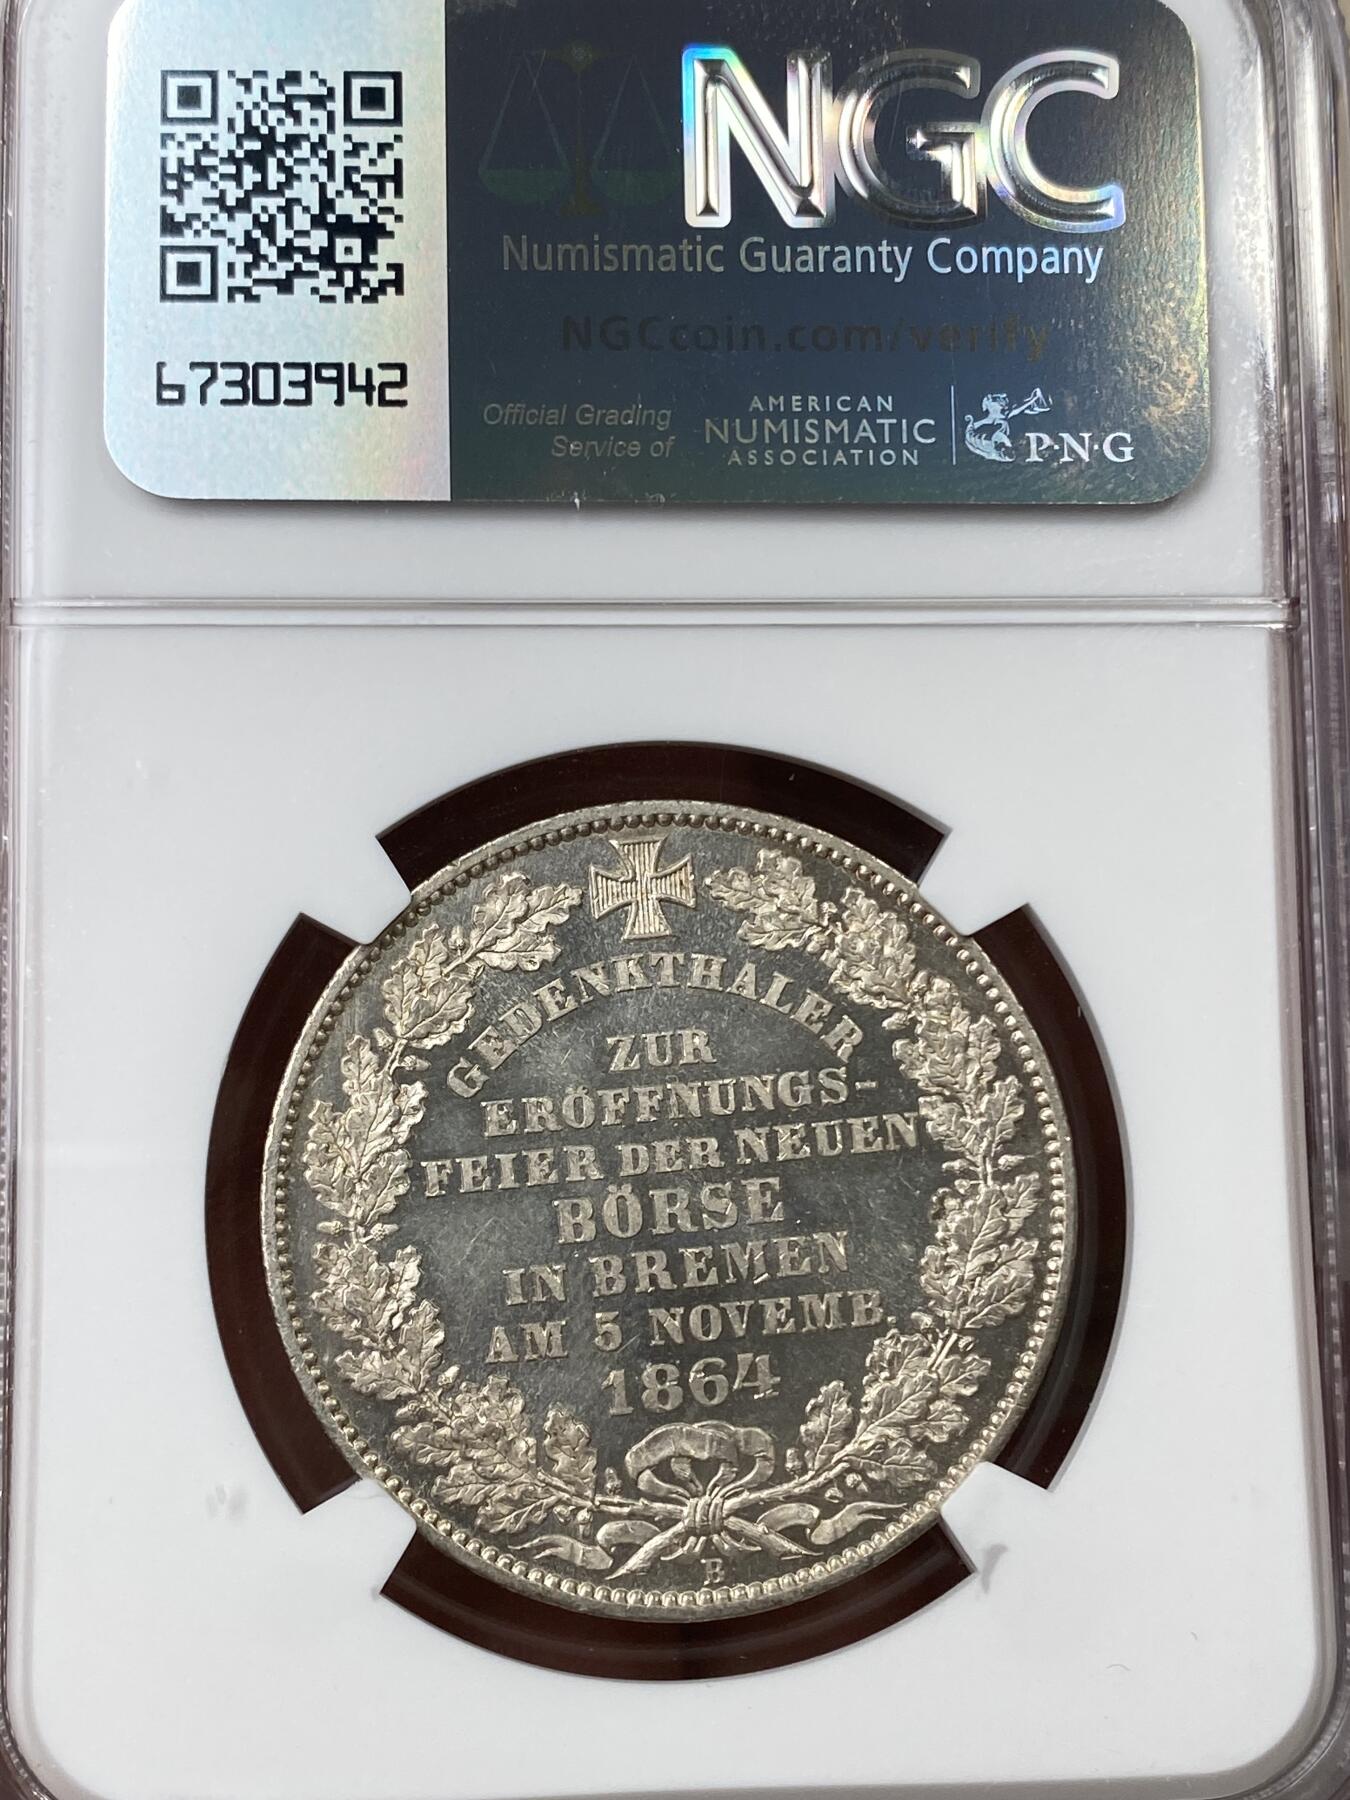 NGC
Numismatic Guaranty Company
NGCcoin.com/verify
67303942
Official Grading
Service of
AMERICAN
NUMISMATIC
ASSOCIATION
P·N·G
GEDENKTHALER
ZUR
ERÖFFNUNGS-
FEIER DER NEUEN
BÖRSE
IN BREMEN
AM 5 NOVEMB.
1864
B